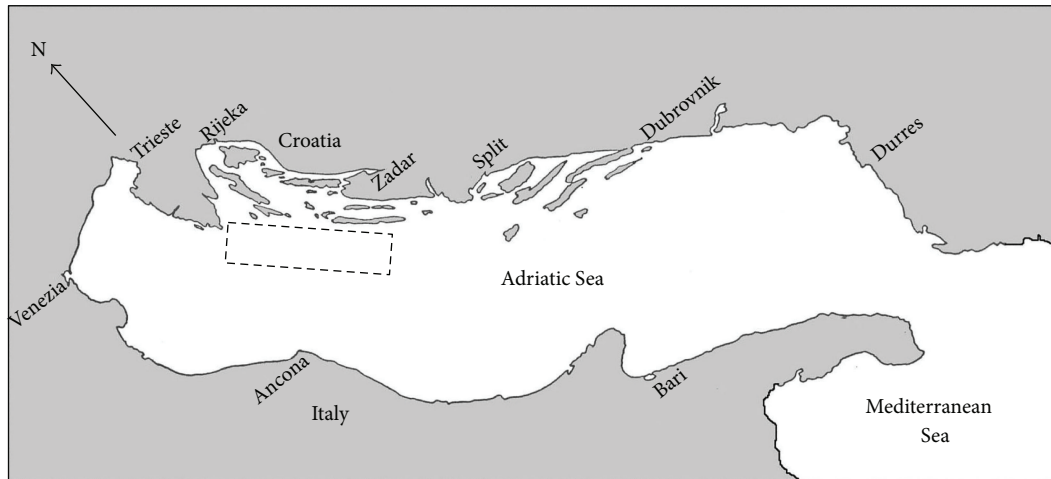 N
Trieste
Rijeka
Croatia
Zadar
Split
Dubrovnik
Durres
Venezia
Adriatic Sea
Ancona
Italy
Bari
Mediterranean
Sea